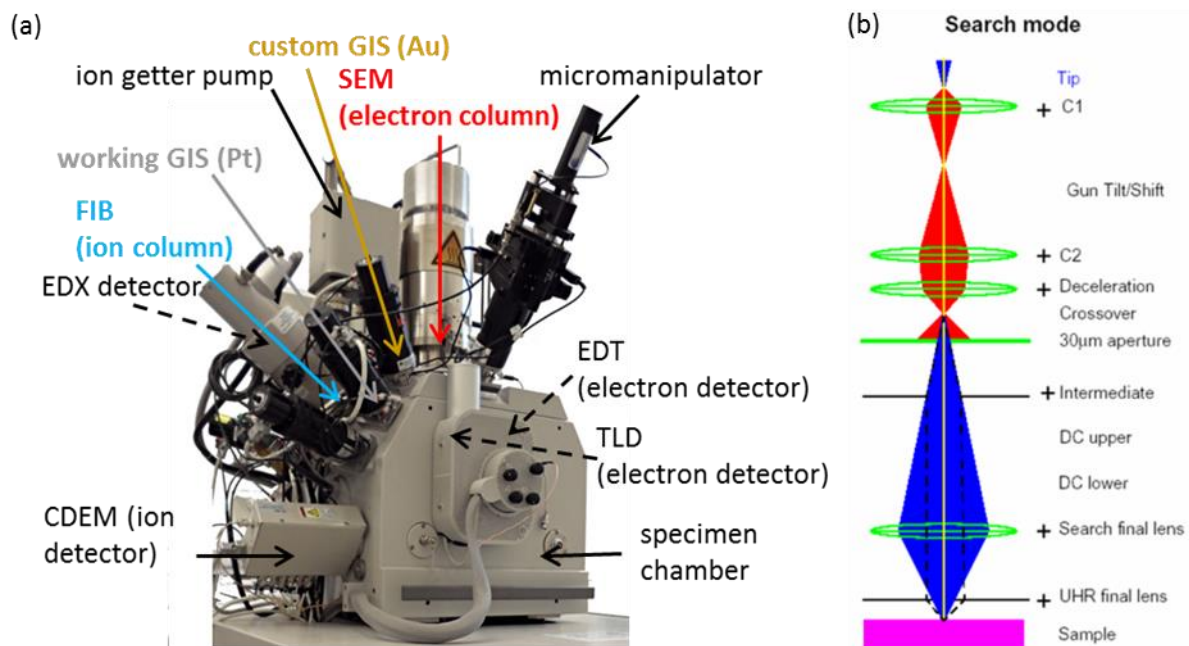 (a)
custom GIS (Au)
ion getter pump
SEM
(electron column)
micromanipulator
working GIS (Pt)
FIB
(ion column)
EDX detector
EDT
(electron detector)
TLD
(electron detector)
CDEM (ion
detector)
specimen
chamber
(b)
Search mode
Tip
+ C1
Gun Tilt/Shift
+ C2
+ Deceleration
Crossover
30µm aperture
+ Intermediate
DC upper
DC lower
+ Search final lens
+ UHR final lens
Sample